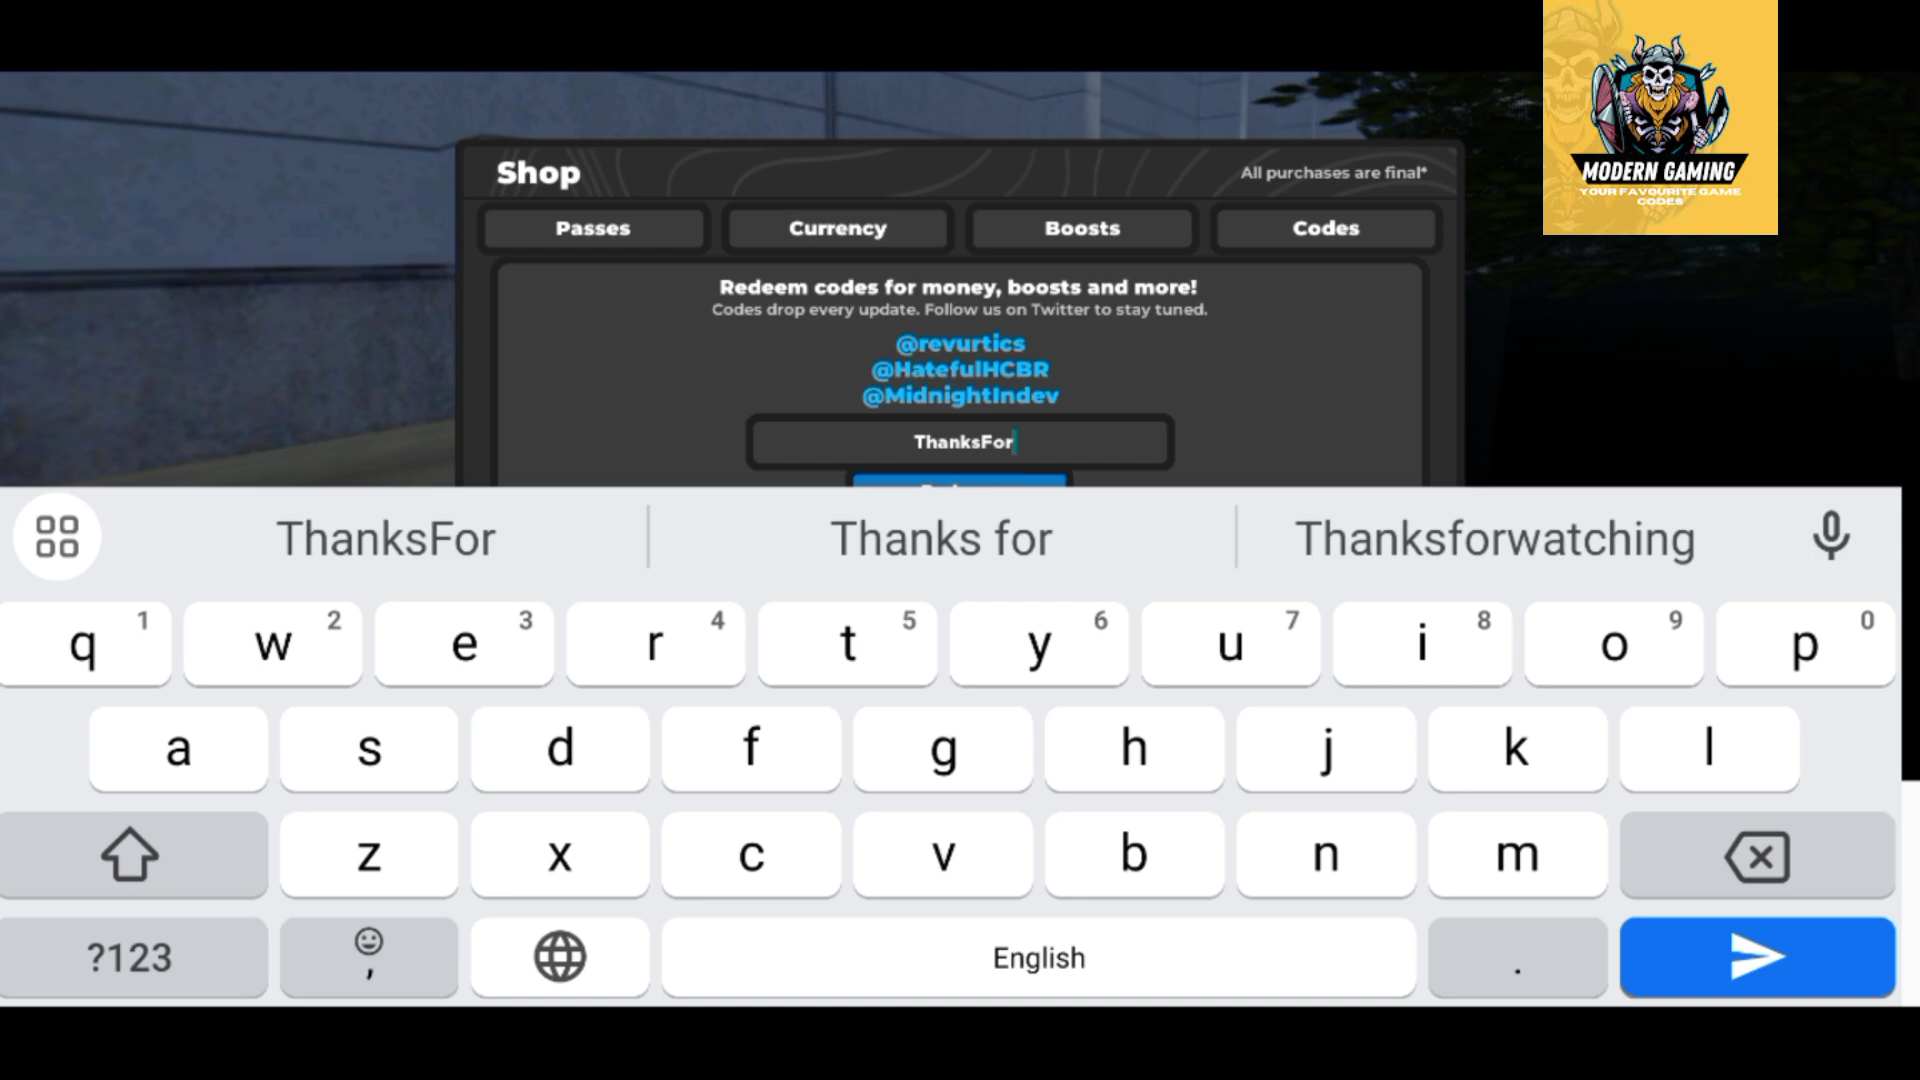 MODERN GAMING
YOUR FAVOURITE GAME
CODES
Shop
All purchases are final*
Passes
Currency
Boosts
Codes
Redeem codes for money, boosts and more!
Codes drop every update. Follow us on Twitter to stay tuned.
@revurtics
@HatefulHCBR
@MidnightIndev
ThanksFor
ThanksFor
Thanks for
Thanksforwatching
q 1 w 2 e 3 r 4 t 5 y 6 u 7 i 8 o 9 p 0
a s d f g h j k l
z x c v b n m
?123 , English .